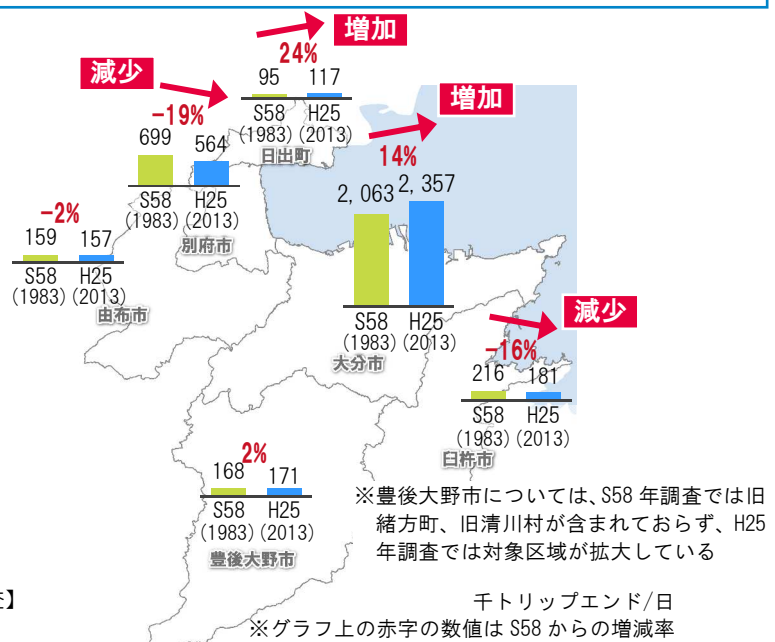 増加
24%
95 117
S58 H25
(1983) (2013)
日出町
減少
-19%
699 564
S58 H25
(1983) (2013)
別府市
増加
14%
2,063 2,357
S58 H25
(1983) (2013)
大分市
-2%
159 157
S58 H25
(1983) (2013)
由布市
減少
-16%
216 181
S58 H25
(1983) (2013)
臼杵市
2%
168 171
S58 H25
(1983) (2013)
豊後大野市
※豊後大野市については、S58 年調査では旧
緒方町、旧清川村が含まれておらず、H25
年調査では対象区域が拡大している
】
千トリップエンド/日
※グラフ上の赤字の数値は S58 からの増減率